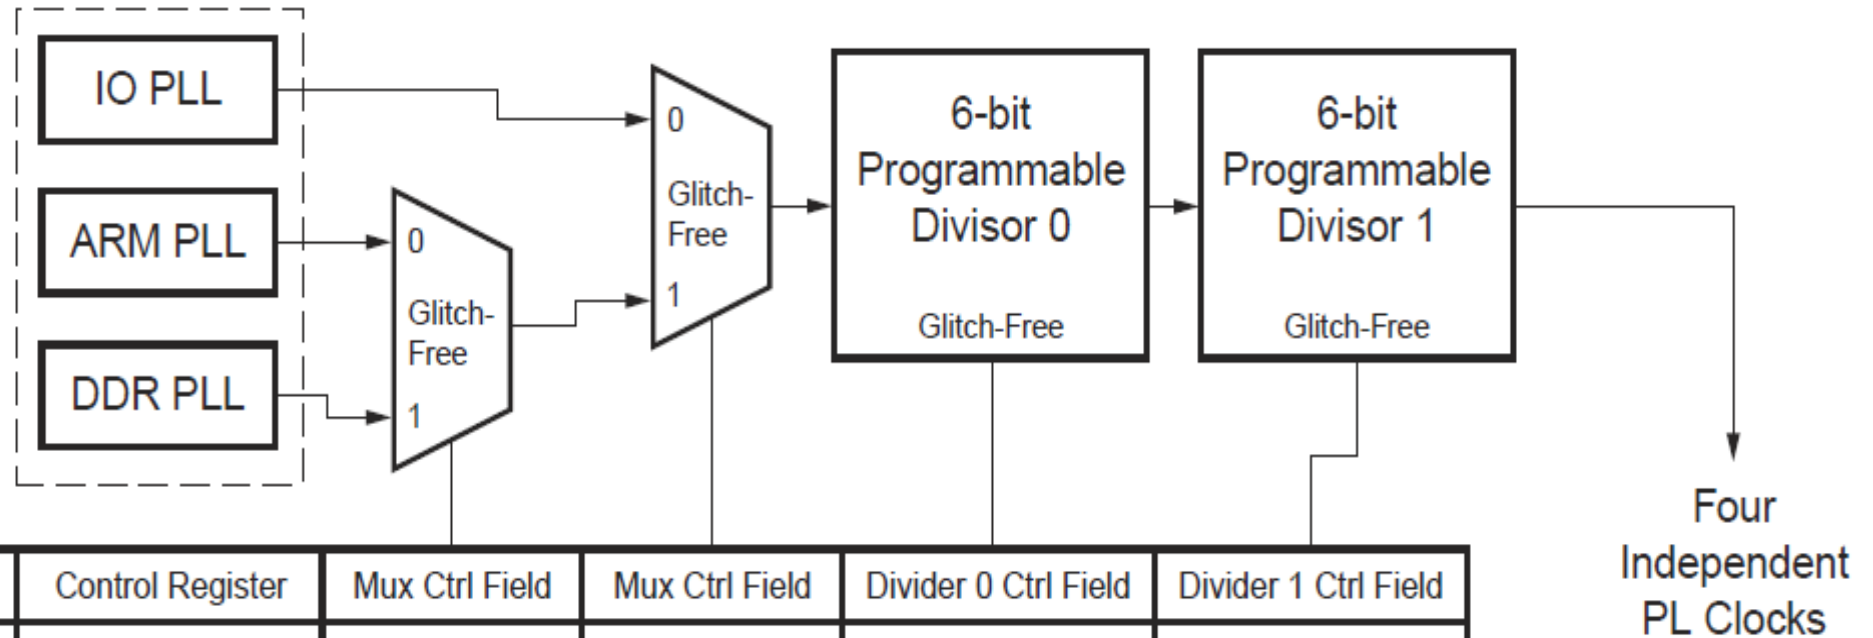 IO PLL
ARM PLL
DDR PLL
0
Glitch-
Free
1
0
Glitch-
Free
1
6-bit
Programmable
Divisor 0
Glitch-Free
6-bit
Programmable
Divisor 1
Glitch-Free
Four
Independent
PL Clocks
Control Register
Mux Ctrl Field
Mux Ctrl Field
Divider 0 Ctrl Field
Divider 1 Ctrl Field